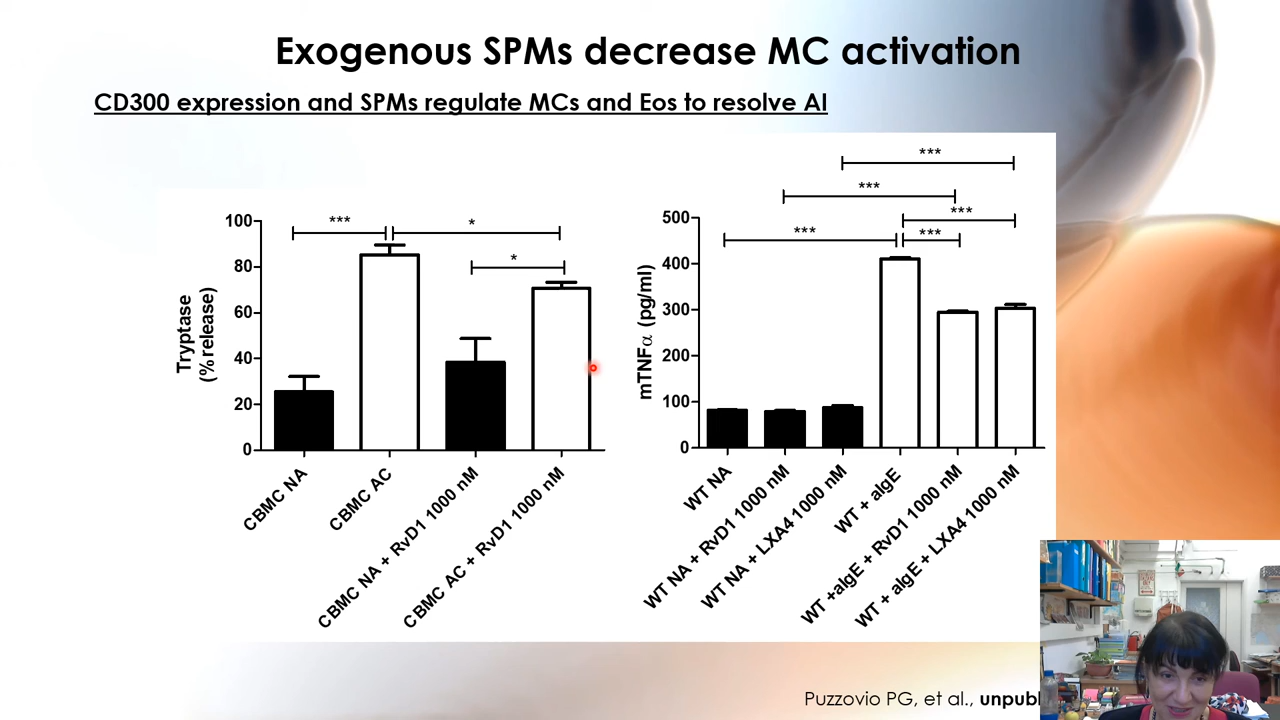 Exogenous SPMs decrease MC activation
CD300 expression and SPMs regulate MCs and Eos to resolve AI
Tryptase
(% release)
100
80
60
40
20
0
***
*
*
CBMC NA
CBMC AC
CBMC NA + RvD1 1000 nM
CBMC AC + RvD1 1000 nM
mTNFα (pg/ml)
500
400
300
200
100
0
***
***
***
***
***
WT NA
WT NA + RvD1 1000 nM
WT NA + LXA4 1000 nM
WT + aIgE
WT +aIgE + RvD1 1000 nM
WT + aIgE + LXA4 1000 nM
Puzzovio PG, et al., unpubl